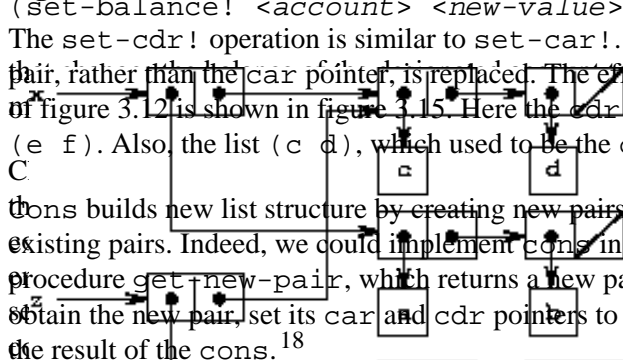 (set-balance! <account> <new-value>
The set-cdr! operation is similar to set-car!.
pair, rather than the car pointer, is replaced. The
of figure 3.12 is shown in figure 3.15. Here the cdr
(e f). Also, the list (c d), which used to be the
Cons builds new list structure by creating new pairs
existing pairs. Indeed, we could implement cons in
procedure get-new-pair, which returns a new
obtain the new pair, set its car and cdr pointers to
the result of the cons.18
x
c d
z
a b